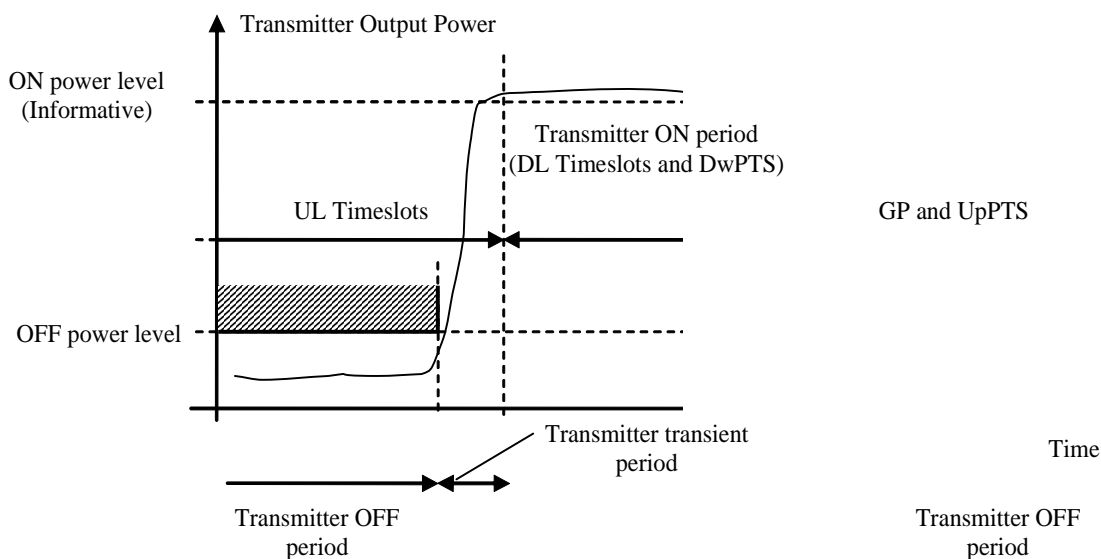 Transmitter Output Power
ON power level
(Informative)
Transmitter ON period
(DL Timeslots and DwPTS)
UL Timeslots
GP and UpPTS
OFF power level
Transmitter transient
period
Time
Transmitter OFF
period
Transmitter OFF
period